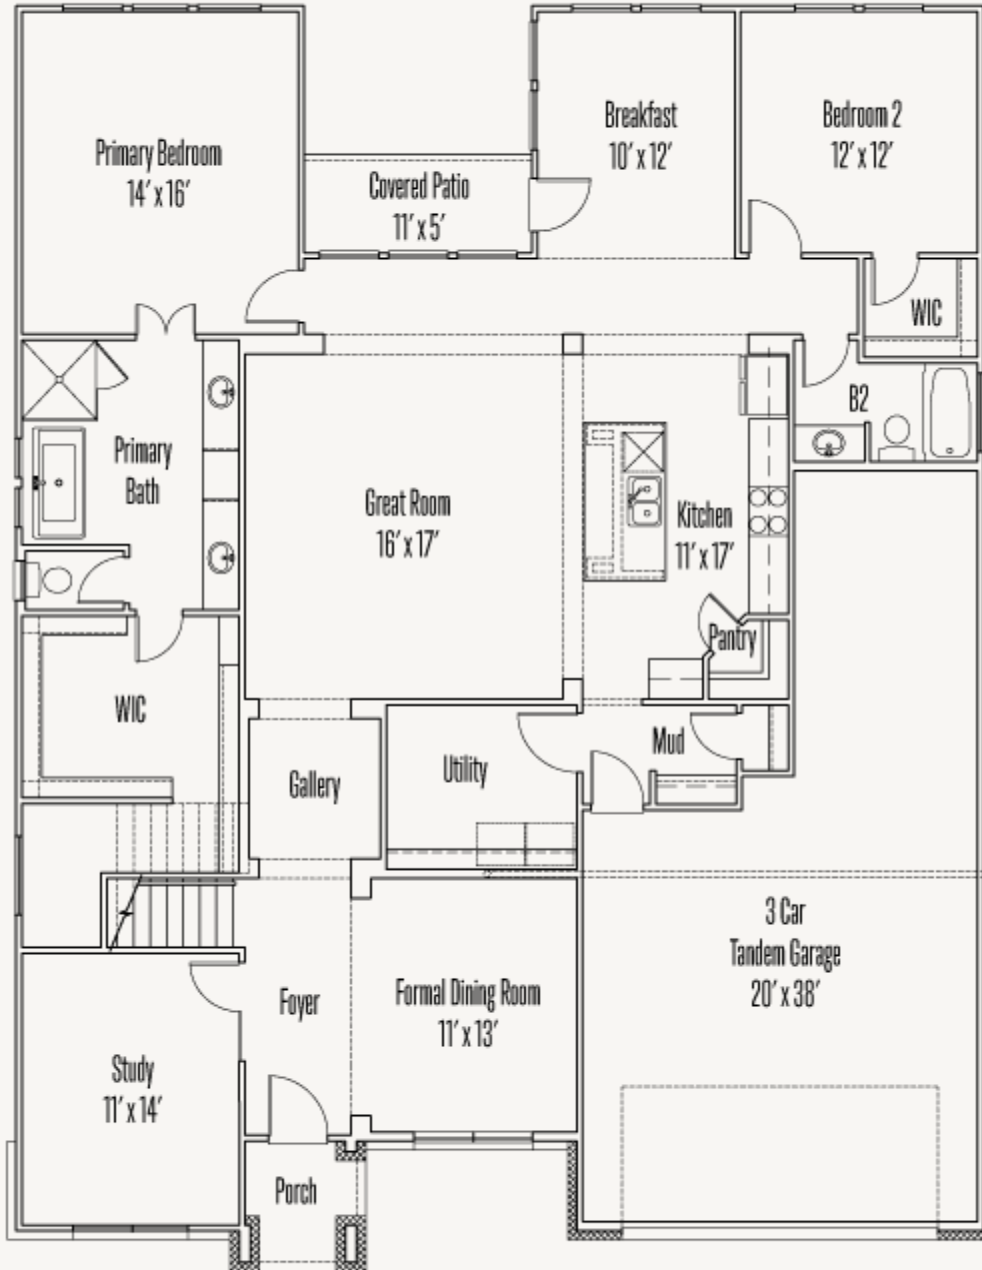 Primary Bedroom
14′ x 16′
Covered Patio
11′ x 5′
Breakfast
10′ x 12′
Bedroom 2
12′ x 12′
WIC
B2
Primary
Bath
Great Room
16′ x 17′
Kitchen
11′ x 17′
Pantry
WIC
Gallery
Utility
Mud
3 Car
Tandem Garage
20′ x 38′
Foyer
Formal Dining Room
11′ x 13′
Study
11′ x 14′
Porch